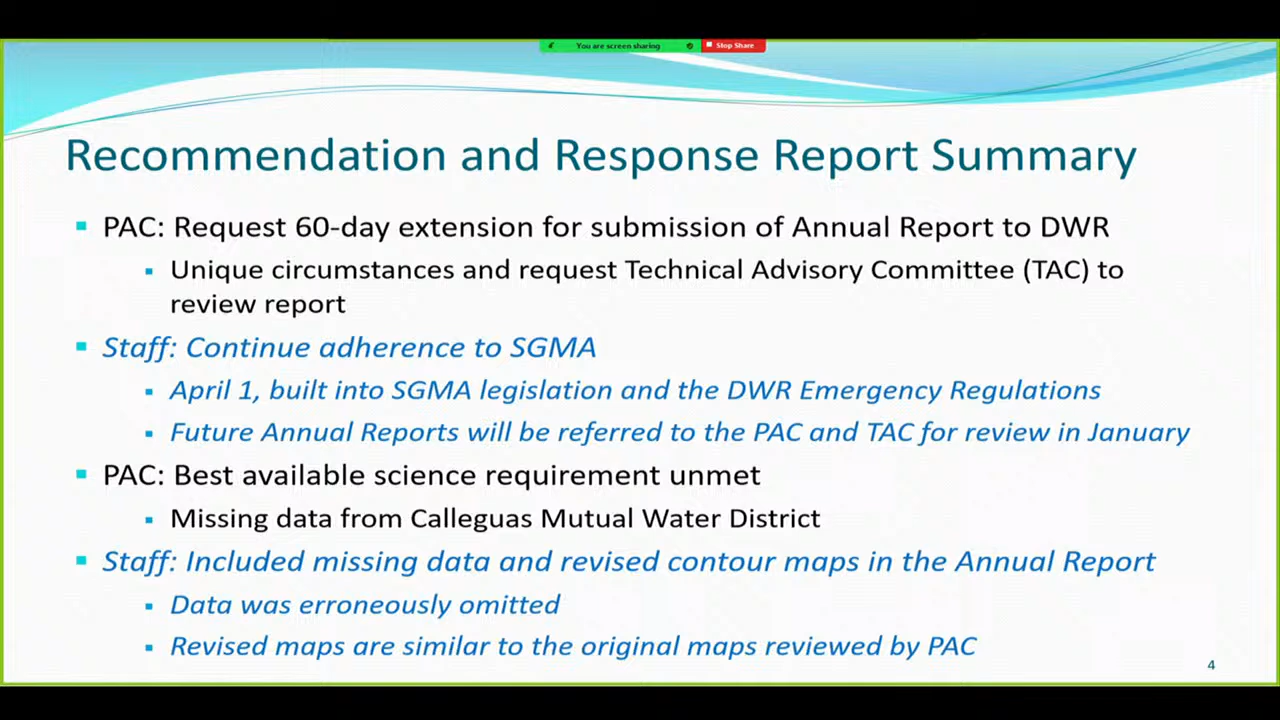 You are screen sharing
Stop Share
Recommendation and Response Report Summary
PAC: Request 60-day extension for submission of Annual Report to DWR
Unique circumstances and request Technical Advisory Committee (TAC) to
review report
Staff: Continue adherence to SGMA
April 1, built into SGMA legislation and the DWR Emergency Regulations
Future Annual Reports will be referred to the PAC and TAC for review in January
PAC: Best available science requirement unmet
Missing data from Calleguas Mutual Water District
Staff: Included missing data and revised contour maps in the Annual Report
Data was erroneously omitted
Revised maps are similar to the original maps reviewed by PAC
4